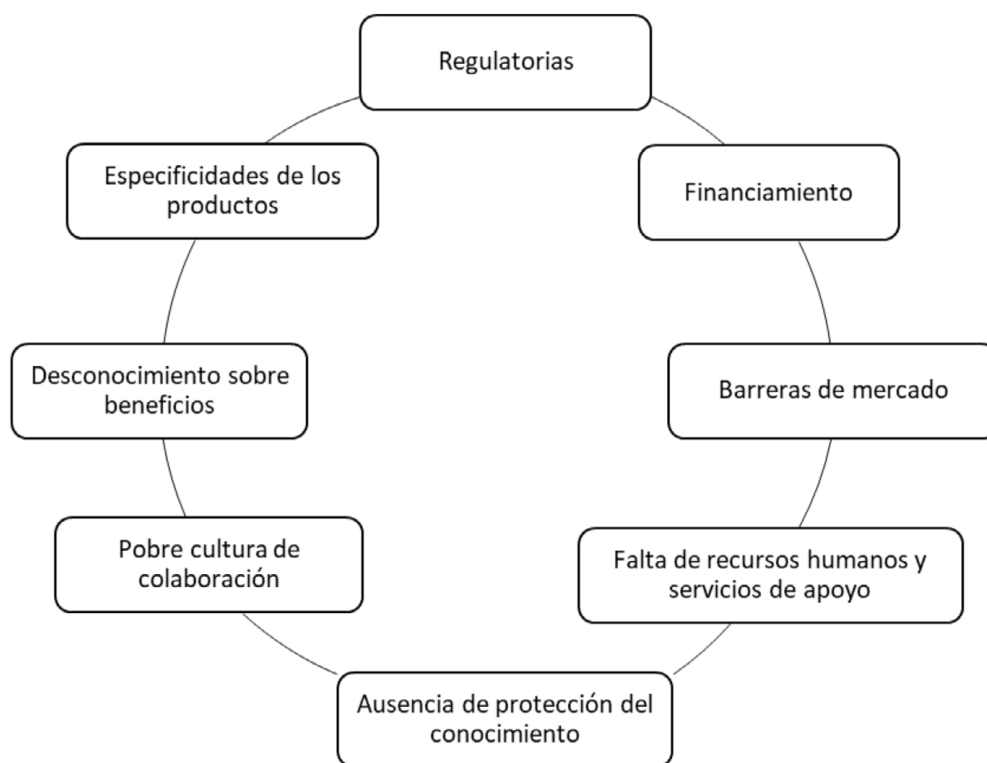 Regulatorias
Especificidades de los
productos
Financiamiento
Desconocimiento sobre
beneficios
Barreras de mercado
Pobre cultura de
colaboración
Falta de recursos humanos y
servicios de apoyo
Ausencia de protección del
conocimiento